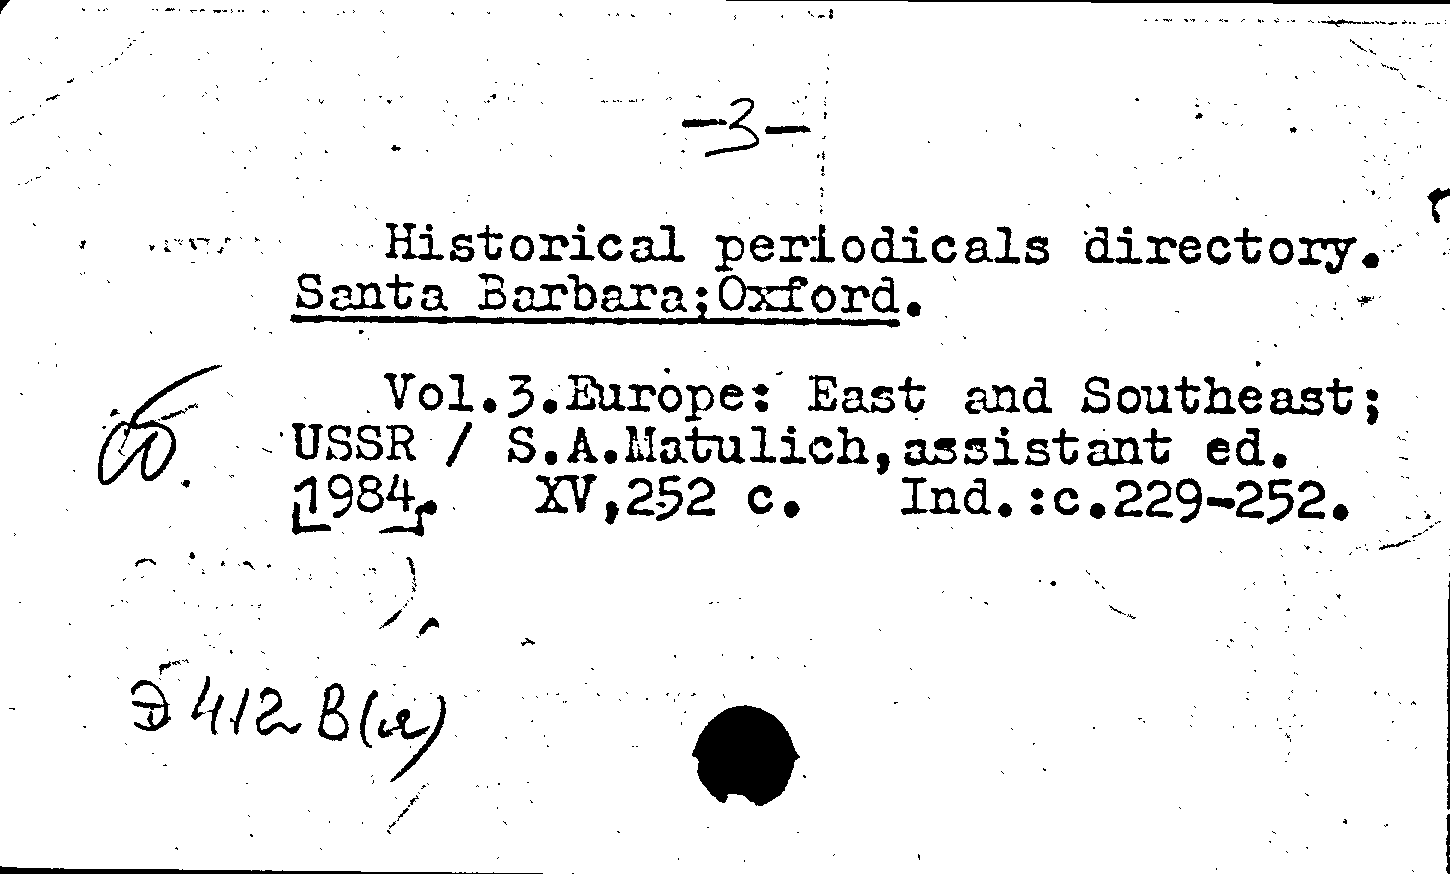 -3-
Historical periodicals directory.
Santa Barbara;Oxford.
Vol.3.Europe: East and Southeast;
USSR / S.A.Matulich,assistant ed.
[1984]. XV,252 c. Ind.:c.229-252.
412 B(я)